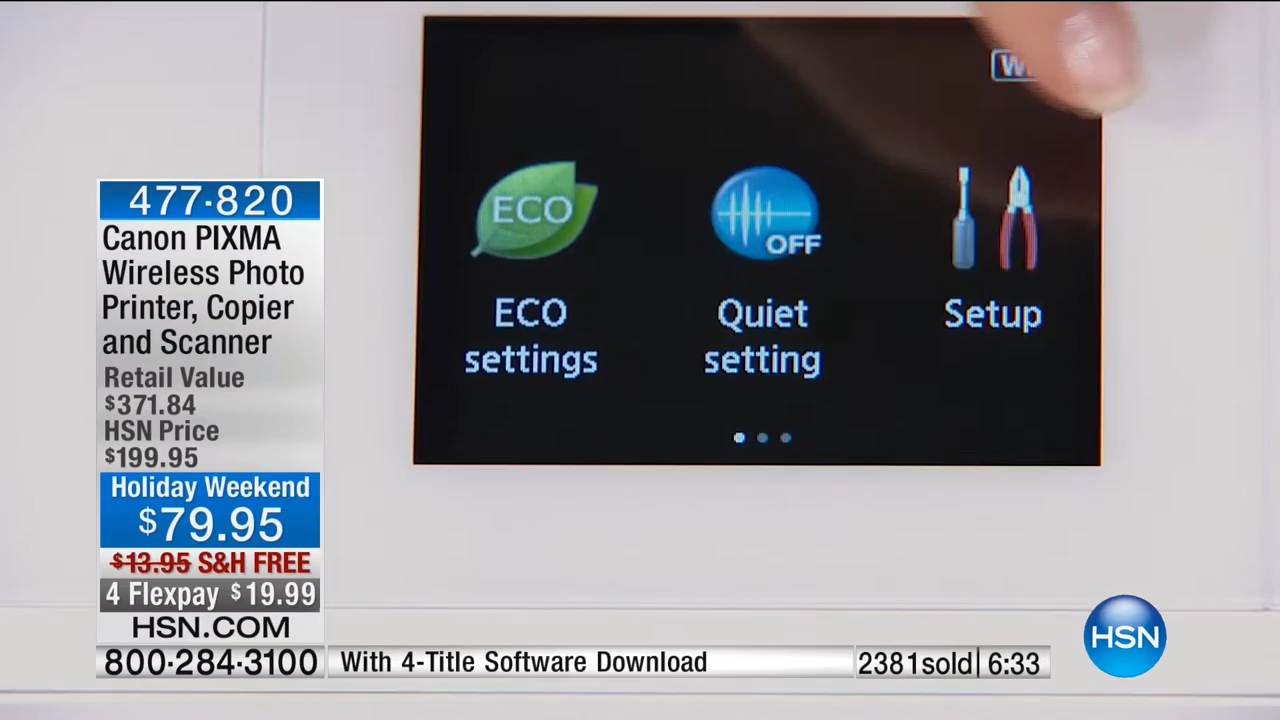 477-820
Canon PIXMA
Wireless Photo
Printer, Copier
and Scanner
Retail Value
$371.84
HSN Price
$199.95
Holiday Weekend
$79.95
$13.95 S&H FREE
4 Flexpay $19.99
HSN.COM
800-284-3100
With 4-Title Software Download
2381sold 6:33
HSN
ECO
OFF
ECO
settings
Quiet
setting
Setup